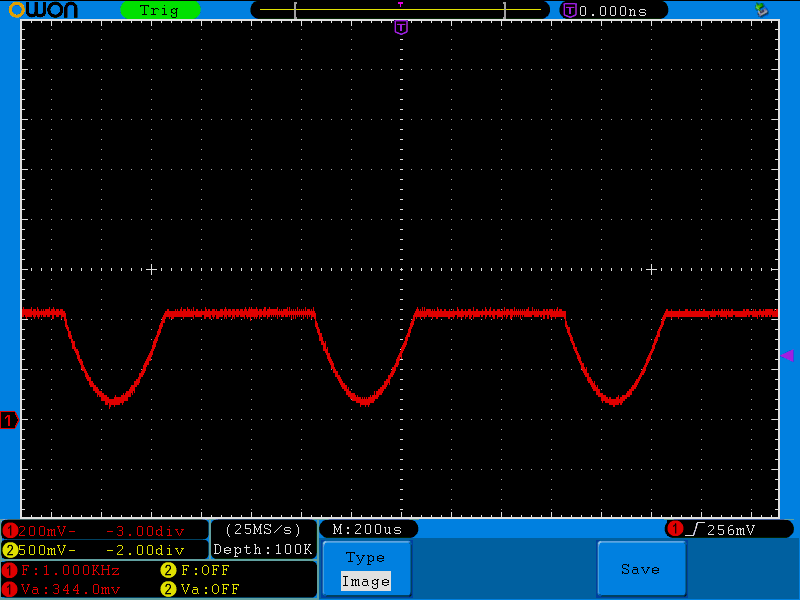 OWON Trig T 0.000ns
T
1
1 200mV- -3.00div (25MS/s) M:200us 1 256mV
2 500mV- -2.00div Depth:100K
1 F:1.000KHz 2 F:OFF Type Save
1 Va:344.0mv 2 Va:OFF Image